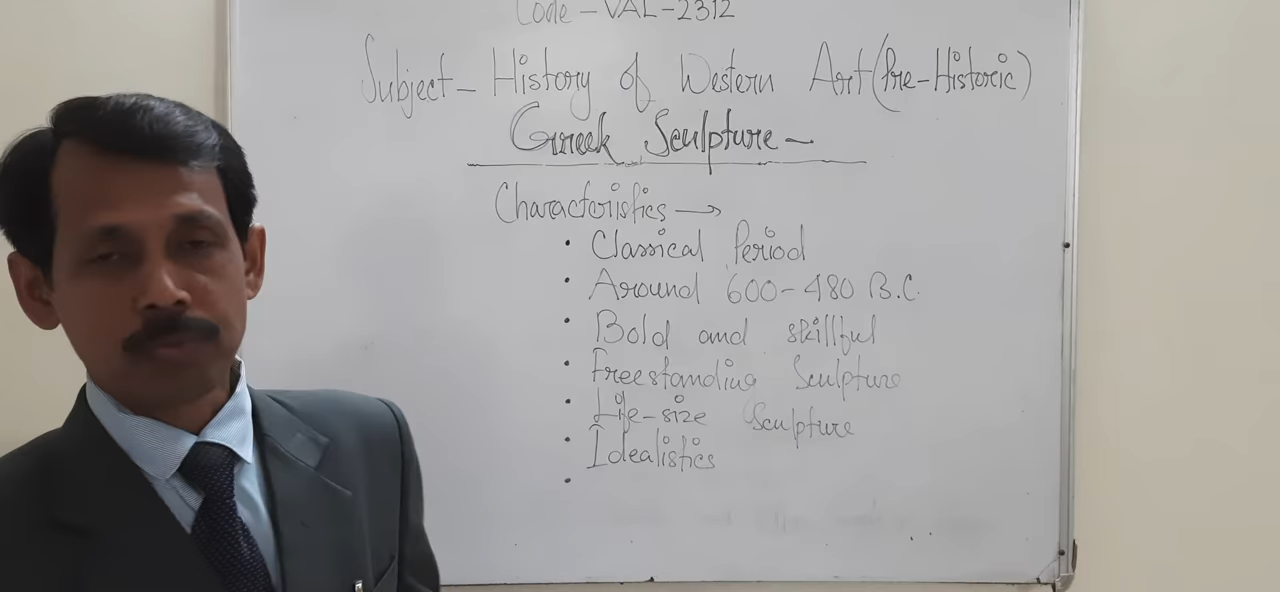 Code - VAL-2312
Subject - History of Western Art (Pre-Historic)
Greek Sculpture -
Characteristics →
• Classical Period
• Around 600-480 B.C.
• Bold and skillful
• Freestanding Sculpture
• Life-size Sculpture
• Idealistics
•